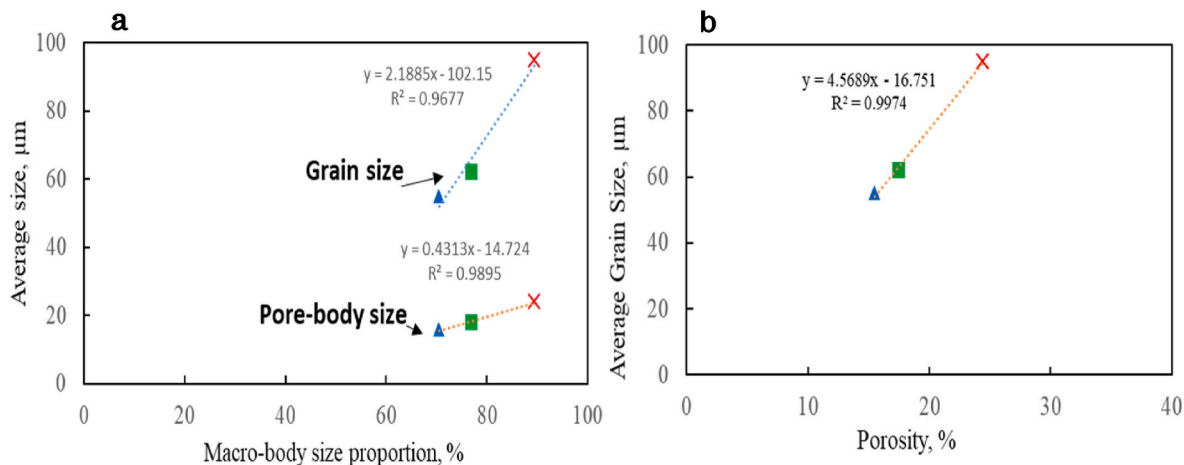 a
100
80
60
40
20
0
Average size, µm
y = 2.1885x - 102.15
R² = 0.9677
Grain size
y = 0.4313x - 14.724
R² = 0.9895
Pore-body size
0 20 40 60 80 100
Macro-body size proportion, %
b
100
80
60
40
20
0
Average Grain Size, µm
y = 4.5689x - 16.751
R² = 0.9974
0 10 20 30 40
Porosity, %